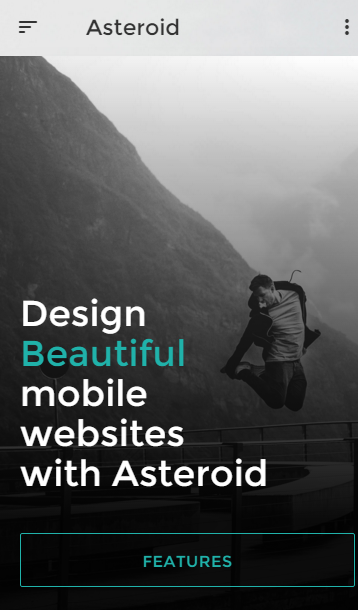 Asteroid
Design
Beautiful
mobile
websites
with Asteroid
FEATURES